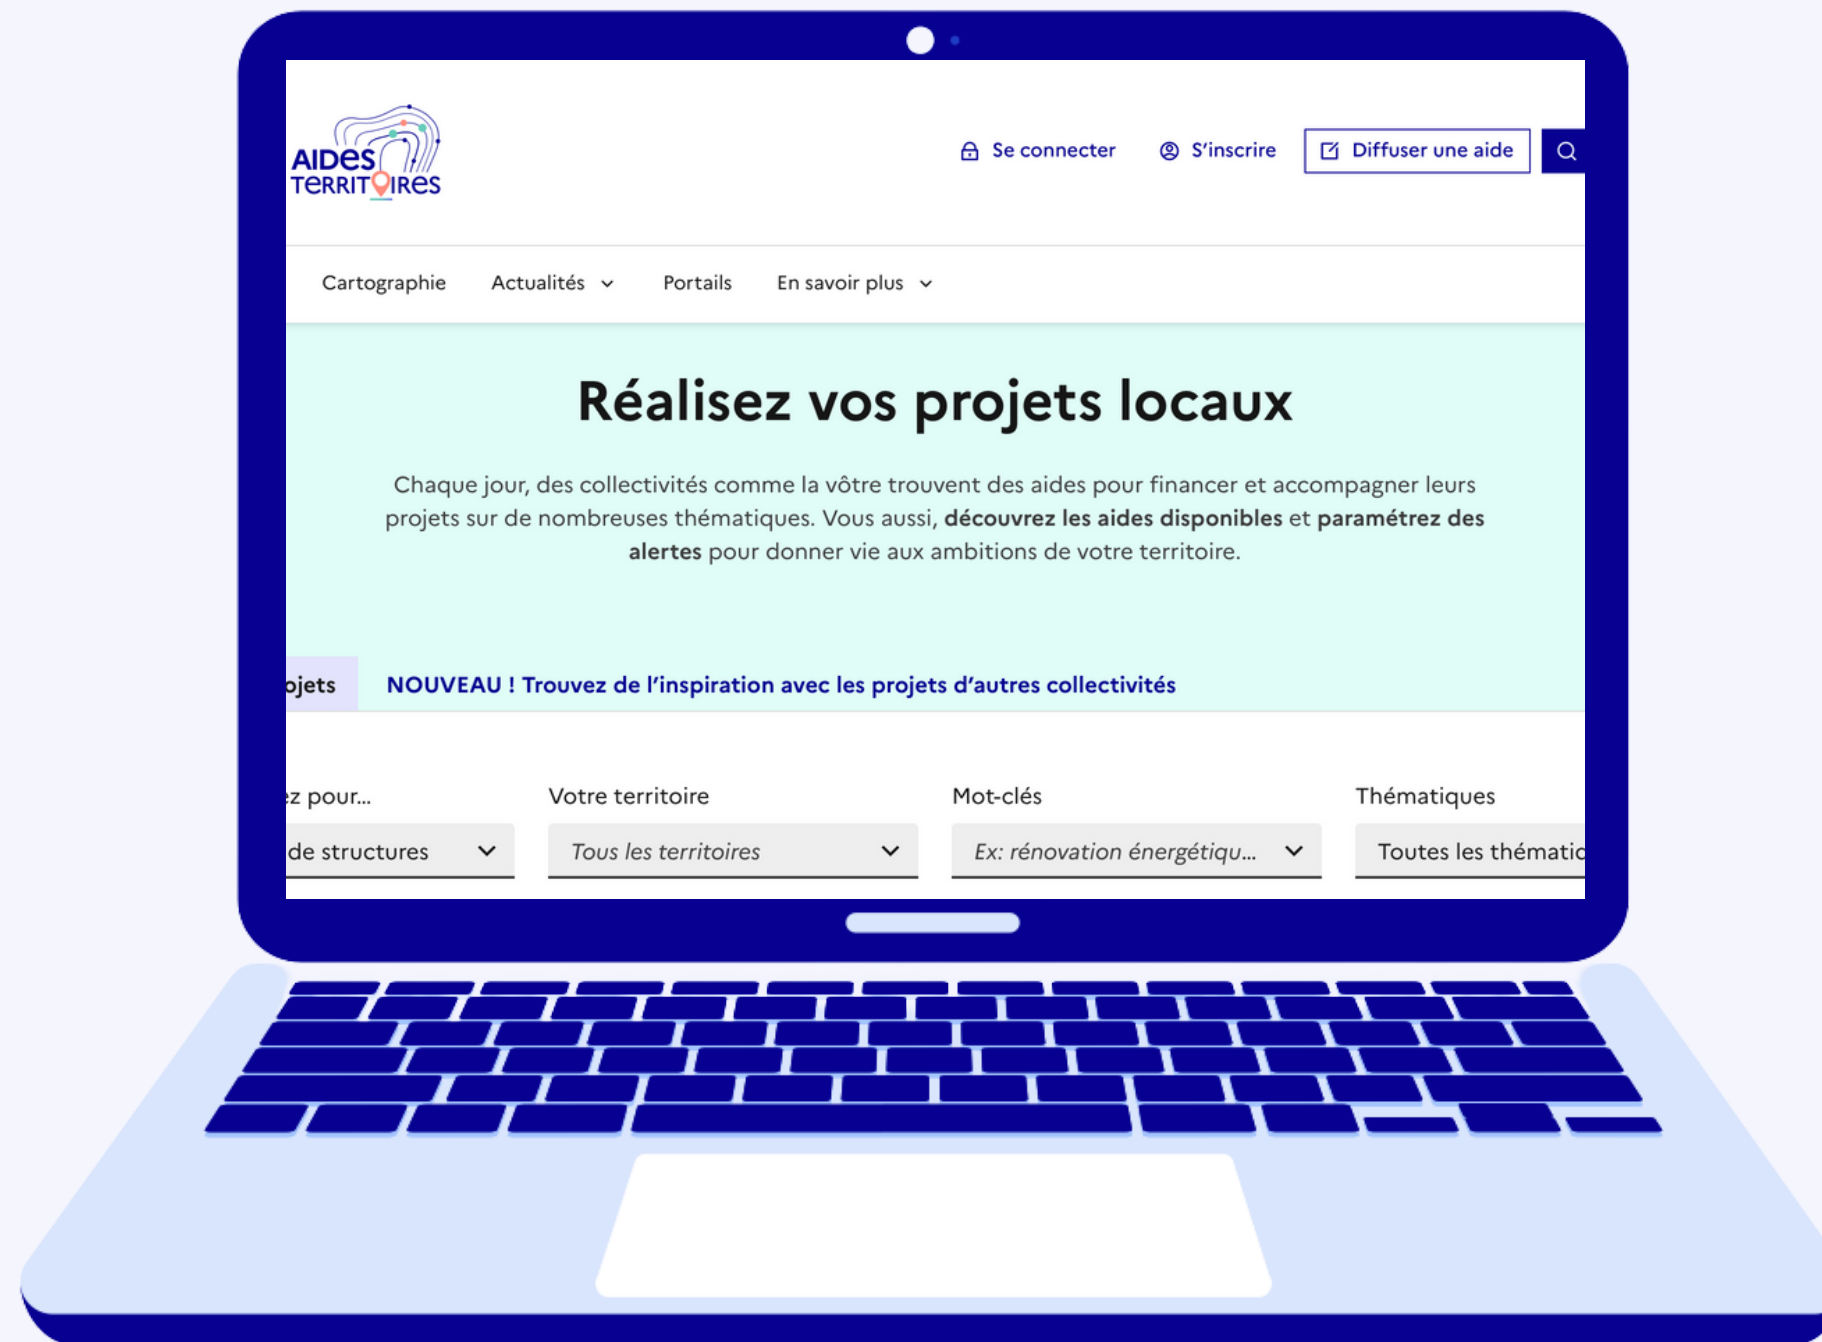 AIDES
TERRITOIRES
Se connecter
S'inscrire
Diffuser une aide
Cartographie
Actualités
Portails
En savoir plus
Réalisez vos projets locaux
Chaque jour, des collectivités comme la vôtre trouvent des aides pour financer et accompagner leurs
projets sur de nombreuses thématiques. Vous aussi, découvrez les aides disponibles et paramétrez des
alertes pour donner vie aux ambitions de votre territoire.
ojets
NOUVEAU ! Trouvez de l'inspiration avec les projets d'autres collectivités
ez pour...
Votre territoire
Mot-clés
Thématiques
de structures
Tous les territoires
Ex: rénovation énergétiqu...
Toutes les thématiq